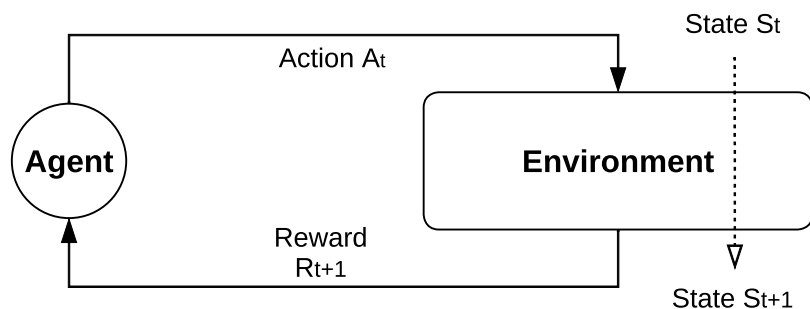 State St
Action At
Agent
Environment
Reward
Rt+1
State St+1